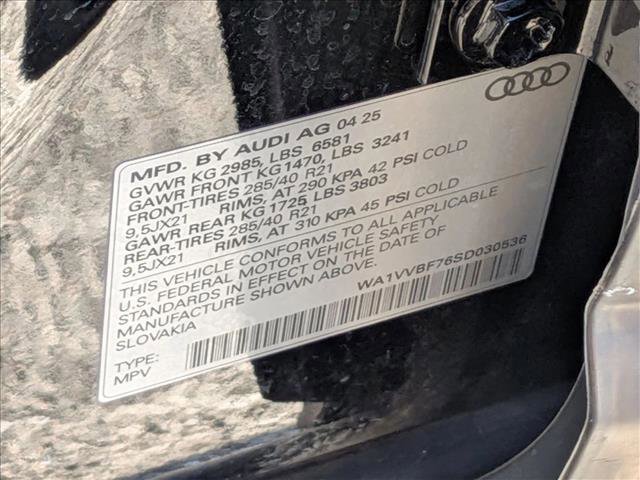 MFD. BY AUDI AG 04 25
GVWR KG 2985, LBS 6581
GAWR FRONT KG 1470, LBS 3241
FRONT-TIRES 285/40 R21
9,5JX21 RIMS, AT 290 KPA 42 PSI COLD
GAWR REAR KG 1725 LBS 3803
REAR-TIRES 285/40 R21
9,5JX21 RIMS, AT 310 KPA 45 PSI COLD
THIS VEHICLE CONFORMS TO ALL APPLICABLE
U.S. FEDERAL MOTOR VEHICLE SAFETY
STANDARDS IN EFFECT ON THE DATE OF
MANUFACTURE SHOWN ABOVE.
SLOVAKIA
WA1VVBF76SD030536
TYPE:
MPV